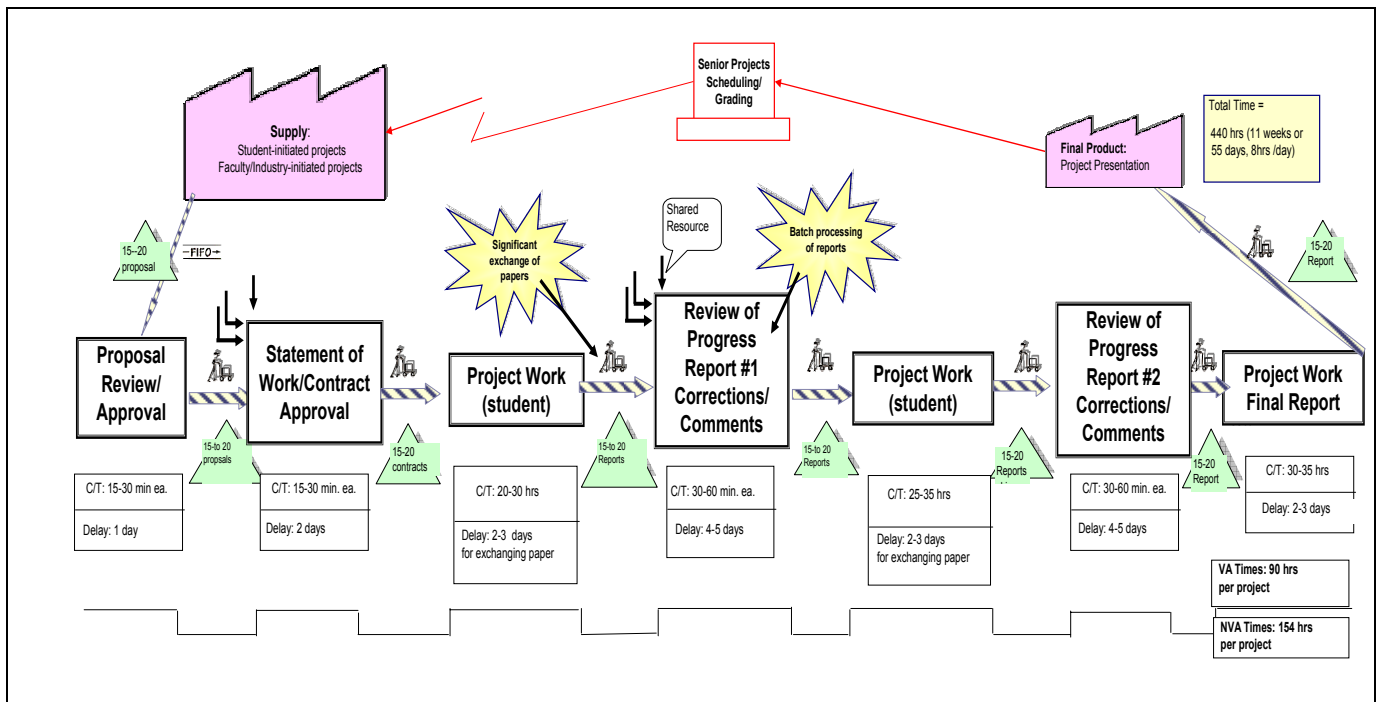 Senior Projects
Scheduling/
Grading
Total Time =
440 hrs (11 weeks or
55 days, 8hrs /day)
Supply:
Student-initiated projects
Faculty/Industry-initiated projects
Final Product:
Project Presentation
15--20
proposal
FIFO
Significant
exchange of
papers
Shared
Resource
Batch processing
of reports
15-20
Report
Proposal
Review/
Approval
Statement of
Work/Contract
Approval
Project Work
(student)
Review of
Progress
Report #1
Corrections/
Comments
Project Work
(student)
Review of
Progress
Report #2
Corrections/
Comments
Project Work
Final Report
15-to 20
propsals
15-20
contracts
15-to 20
Reports
15-to 20
Reports
15-20
Reports
15-20
Report
C/T: 15-30 min ea.
Delay: 1 day
C/T: 15-30 min. ea.
Delay: 2 days
C/T: 20-30 hrs
Delay: 2-3 days
for exchanging paper
C/T: 30-60 min. ea.
Delay: 4-5 days
C/T: 25-35 hrs
Delay: 2-3 days
for exchanging paper
C/T: 30-60 min. ea.
Delay: 4-5 days
C/T: 30-35 hrs
Delay: 2-3 days
VA Times: 90 hrs
per project
NVA Times: 154 hrs
per project